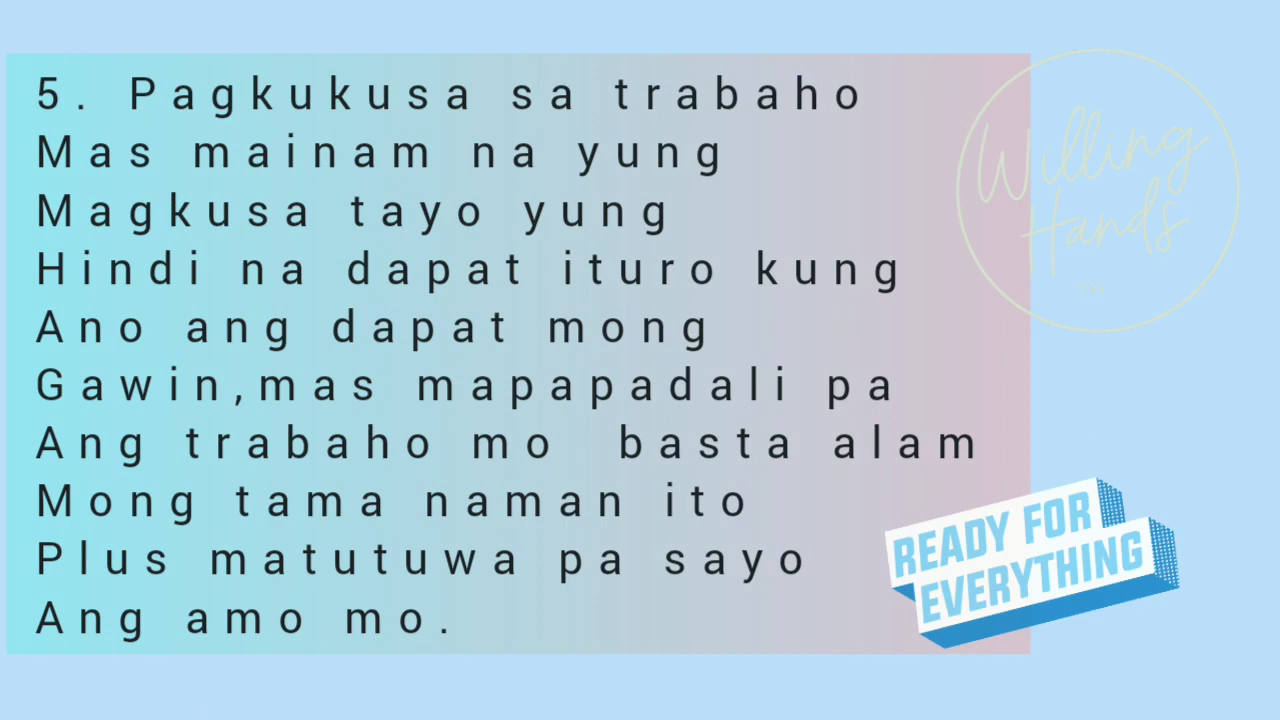 5. Pagkukusa sa trabaho
Mas mainam na yung
Magkusa tayo yung
Hindi na dapat ituro kung
Ano ang dapat mong
Gawin,mas mapapadali pa
Ang trabaho mo basta alam
Mong tama naman ito
Plus matutuwa pa sayo
Ang amo mo.
Willing
Hands
READY FOR
EVERYTHING